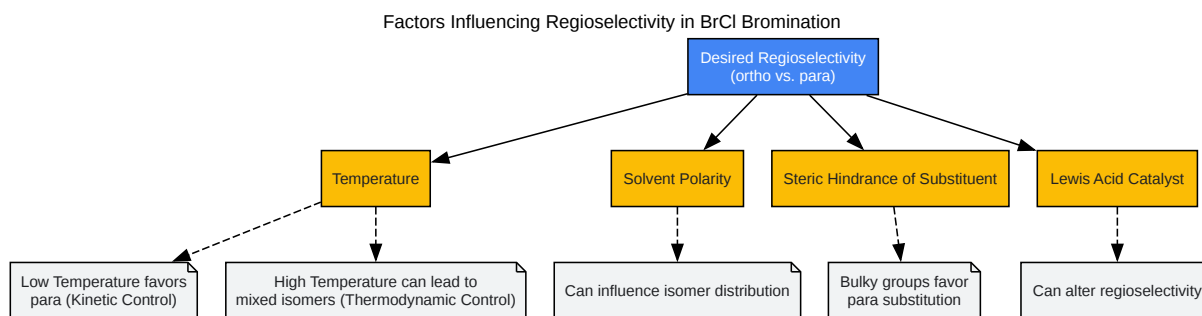 Factors Influencing Regioselectivity in BrCl Bromination
Desired Regioselectivity
(ortho vs. para)
Temperature
Solvent Polarity
Steric Hindrance of Substituent
Lewis Acid Catalyst
Low Temperature favors
para (Kinetic Control)
High Temperature can lead to
mixed isomers (Thermodynamic Control)
Can influence isomer distribution
Bulky groups favor
para substitution
Can alter regioselectivity